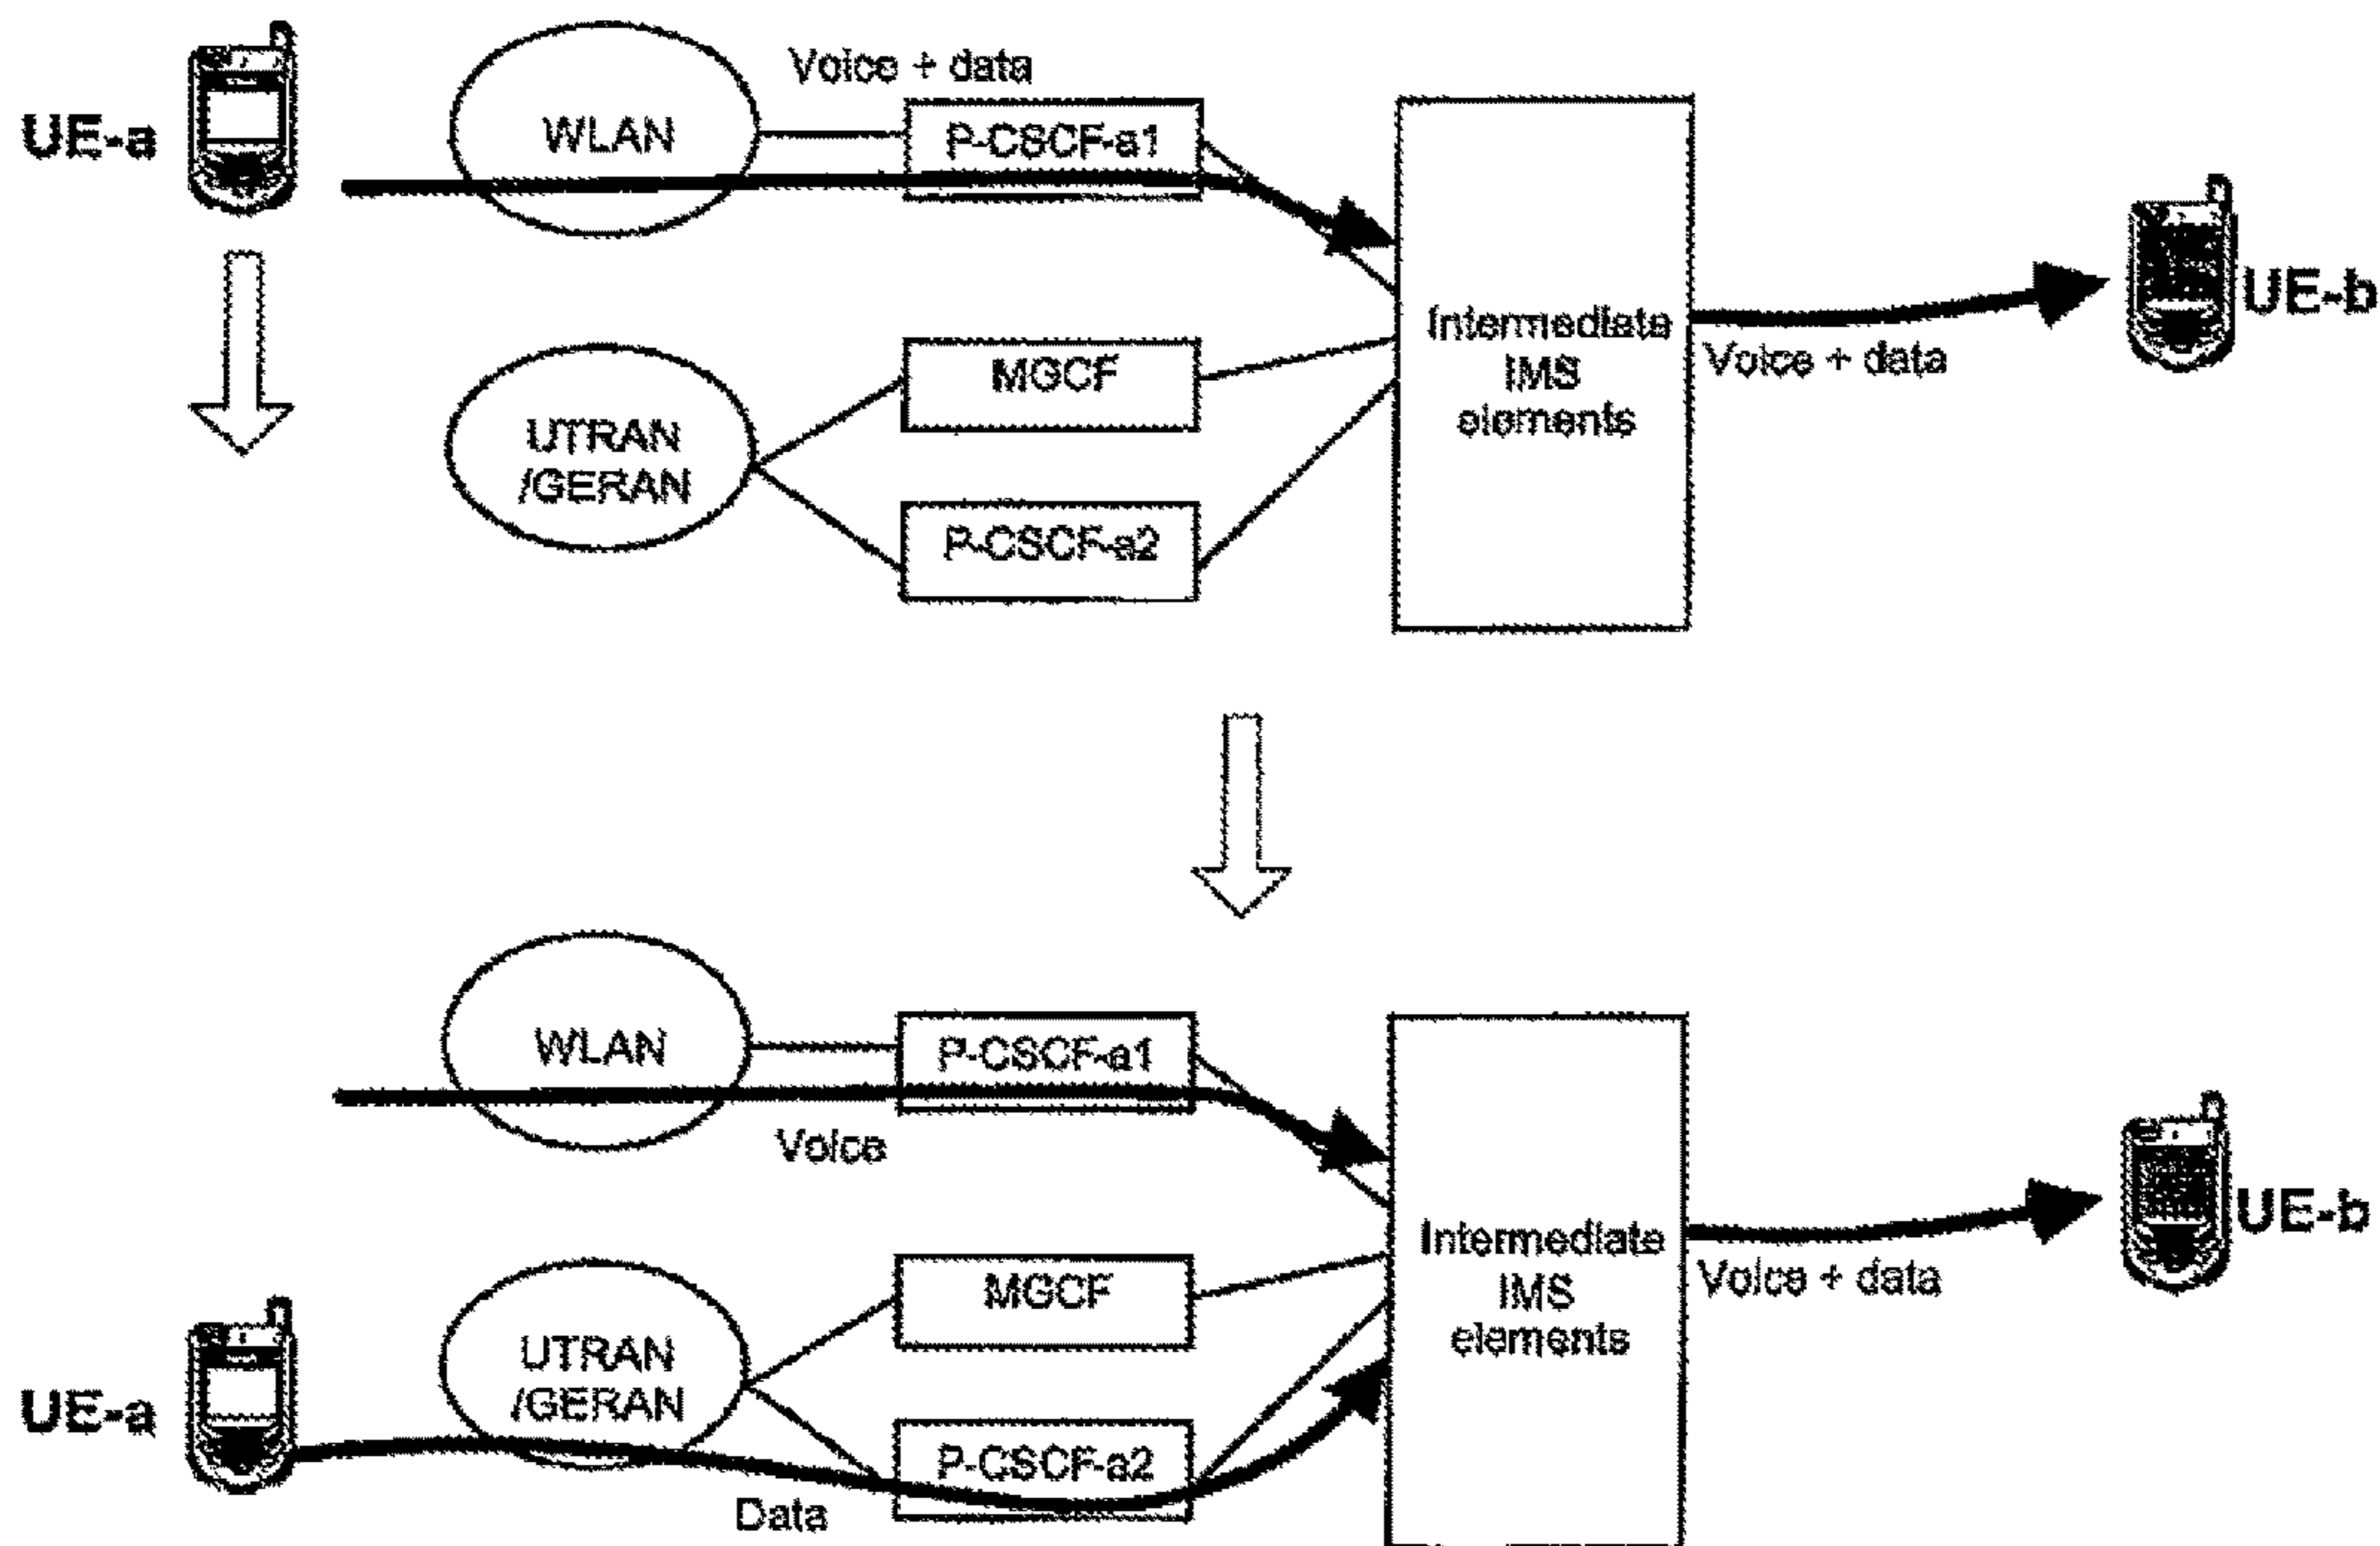 Voice + data
UE-a
WLAN
P-CSCF-a1
UE-b
Intermediate
IMS
elements
Voice + data
MGCF
UTRAN
/GERAN
P-CSCF-a2
WLAN
P-CSCF-a1
Voice
UE-b
Intermediate
IMS
elements
Voice + data
MGCF
UTRAN
/GERAN
UE-a
P-CSCF-a2
Data